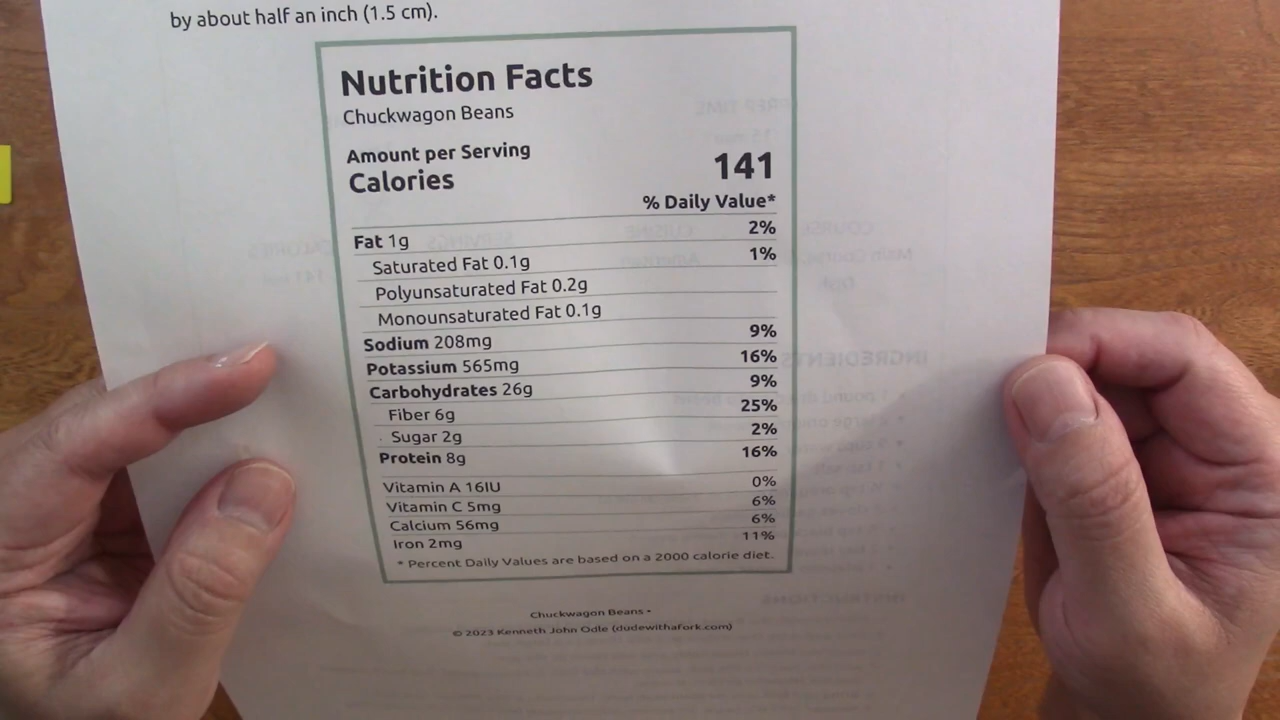 by about half an inch (1.5 cm).
Nutrition Facts
Chuckwagon Beans
Amount per Serving
Calories 141
% Daily Value*
Fat 1g 2%
Saturated Fat 0.1g 1%
Polyunsaturated Fat 0.2g
Monounsaturated Fat 0.1g
Sodium 208mg 9%
Potassium 565mg 16%
Carbohydrates 26g 9%
Fiber 6g 25%
Sugar 2g 2%
Protein 8g 16%
Vitamin A 16IU 0%
Vitamin C 5mg 6%
Calcium 56mg 6%
Iron 2mg 11%
* Percent Daily Values are based on a 2000 calorie diet.
Chuckwagon Beans •
© 2023 Kenneth John Odle (dudewithafork.com)